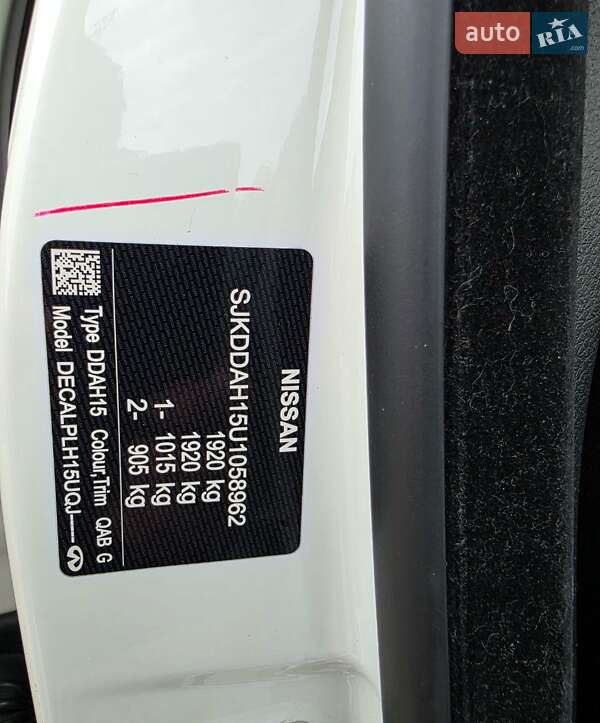 auto RIA
.com
NISSAN
SJKDDAH15U1058962
1920 kg
1920 kg
1- 1015 kg
2- 905 kg
Type DDAH15 Colour,Trim QAB G
Model DECALPLH15UQJ-----